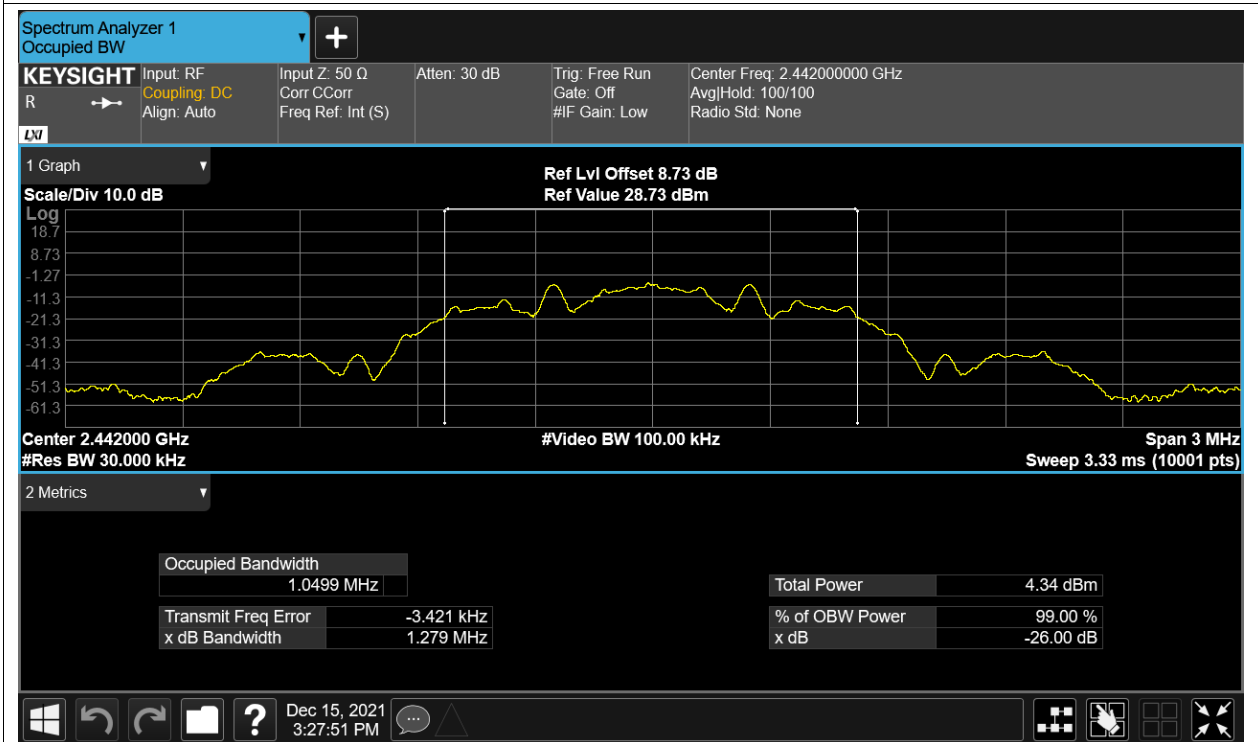 Spectrum Analyzer 1
Occupied BW
KEYSIGHT
R
LXI
Input: RF
Coupling: DC
Align: Auto
Input Z: 50 Ω
Corr CCorr
Freq Ref: Int (S)
Atten: 30 dB
Trig: Free Run
Gate: Off
#IF Gain: Low
Center Freq: 2.442000000 GHz
Avg|Hold: 100/100
Radio Std: None
1 Graph
Scale/Div 10.0 dB
Ref Lvl Offset 8.73 dB
Ref Value 28.73 dBm
Log
18.7
8.73
-1.27
-11.3
-21.3
-31.3
-41.3
-51.3
-61.3
Center 2.442000 GHz
#Res BW 30.000 kHz
#Video BW 100.00 kHz
Span 3 MHz
Sweep 3.33 ms (10001 pts)
2 Metrics
Occupied Bandwidth
1.0499 MHz
Transmit Freq Error -3.421 kHz
x dB Bandwidth 1.279 MHz
Total Power 4.34 dBm
% of OBW Power 99.00 %
x dB -26.00 dB
?
Dec 15, 2021
3:27:51 PM